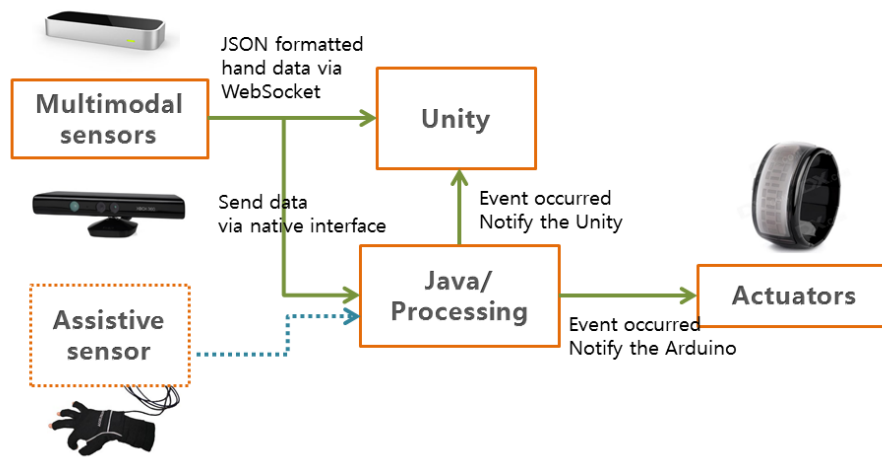 JSON formatted
hand data via
WebSocket
Multimodal
sensors
Unity
Send data
via native interface
Event occurred
Notify the Unity
Java/
Processing
Actuators
Assistive
sensor
Event occurred
Notify the Arduino